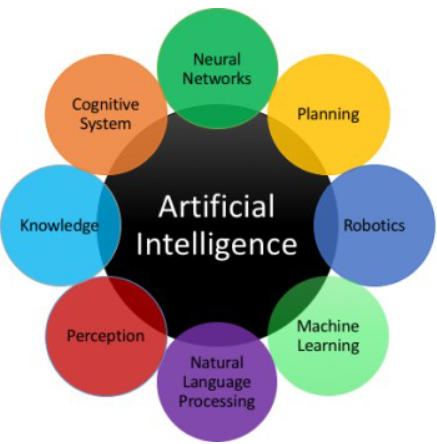 Neural
Networks
Cognitive
System
Planning
Artificial
Intelligence
Knowledge
Robotics
Perception
Machine
Learning
Natural
Language
Processing